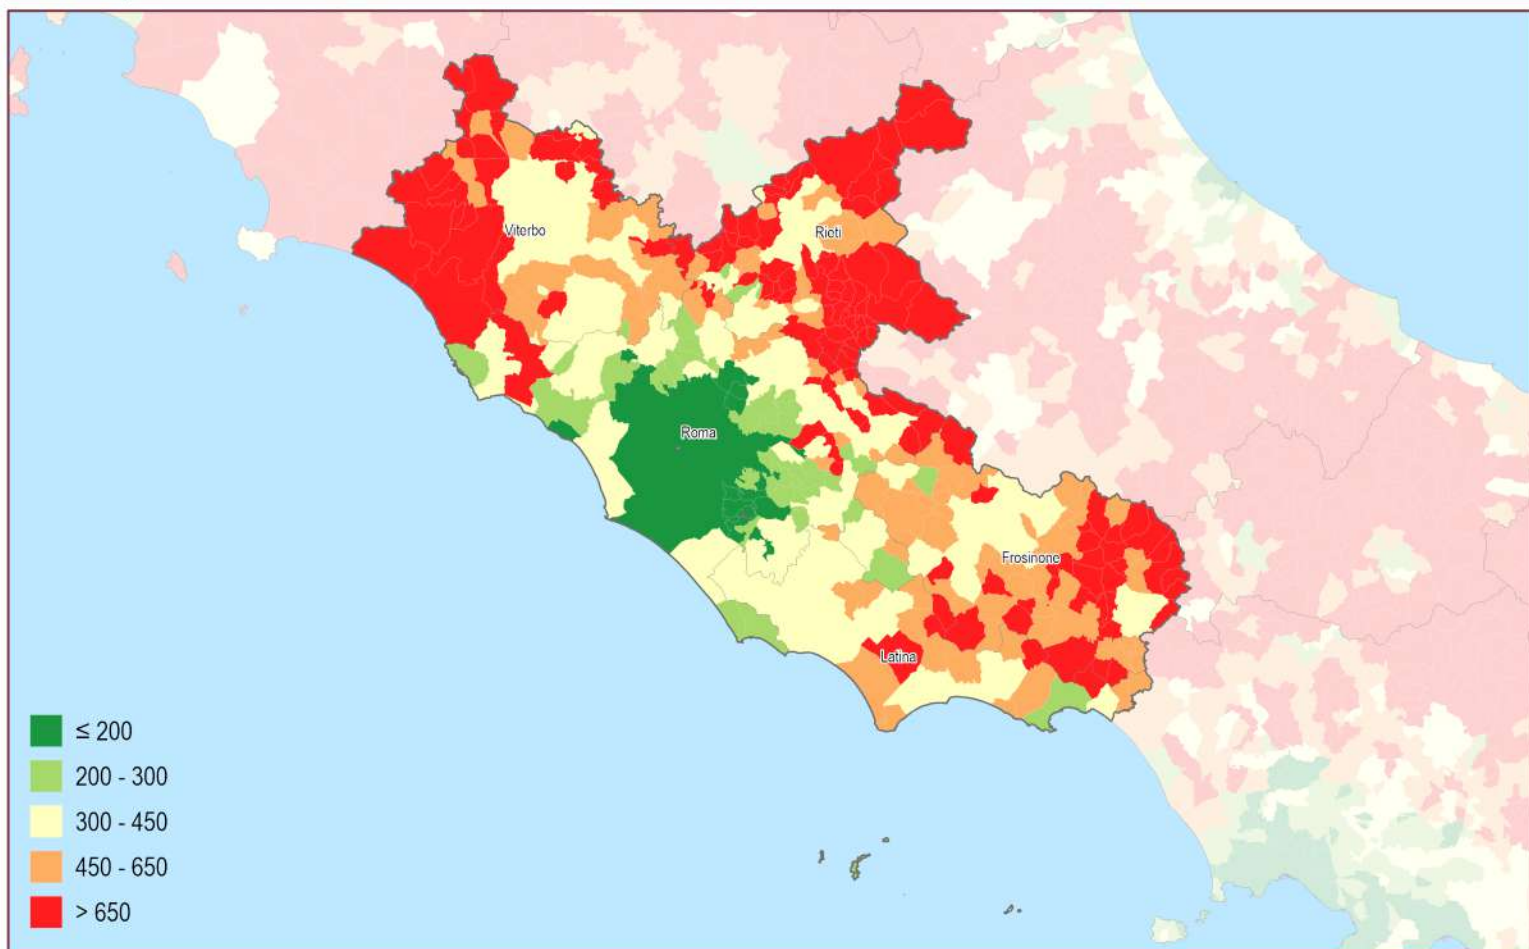 Viterbo
Rieti
Roma
Frosinone
Latina
≤ 200
200 - 300
300 - 450
450 - 650
> 650